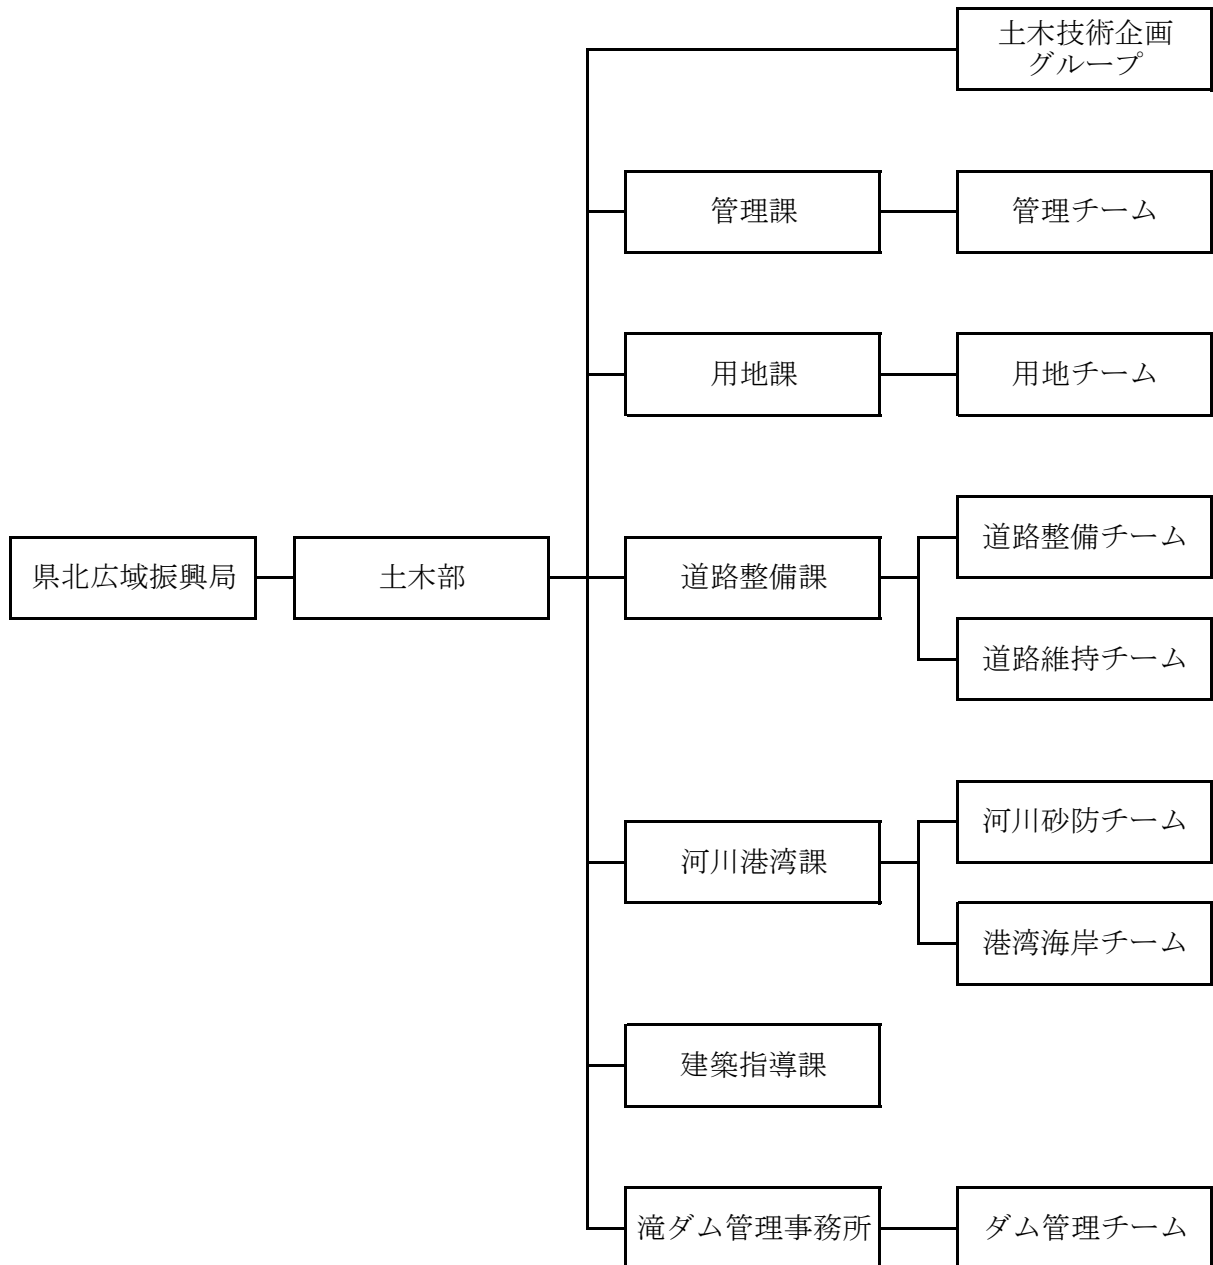 土木技術企画
グループ
管理課
管理チーム
用地課
用地チーム
県北広域振興局
土木部
道路整備課
道路整備チーム
道路維持チーム
河川港湾課
河川砂防チーム
港湾海岸チーム
建築指導課
滝ダム管理事務所
ダム管理チーム